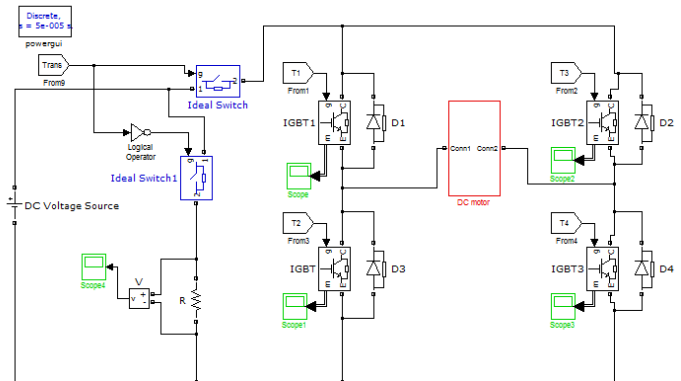 Discrete,
s = 5e-005 s
powergui
Trans
From9
g
1
2
Ideal Switch
Logical
Operator
g
1
2
Ideal Switch1
+
DC Voltage Source
Scope4
V
+
-
v
R
T1
From1
g
C
E
m
IGBT1
D1
Scope
T2
From3
g
C
E
m
IGBT
D3
Scope1
Conn1
Conn2
DC motor
T3
From2
g
C
E
m
IGBT2
D2
Scope2
T4
From4
g
C
E
m
IGBT3
D4
Scope3